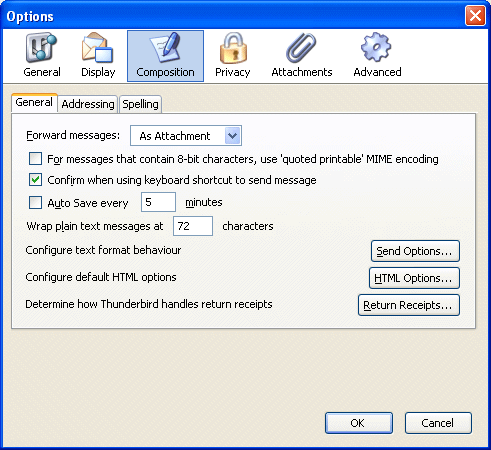 Options
General Display Composition Privacy Attachments Advanced
General Addressing Spelling
Forward messages: As Attachment
For messages that contain 8-bit characters, use 'quoted printable' MIME encoding
Confirm when using keyboard shortcut to send message
Auto Save every 5 minutes
Wrap plain text messages at 72 characters
Configure text format behaviour Send Options...
Configure default HTML options HTML Options...
Determine how Thunderbird handles return receipts Return Receipts...
OK Cancel